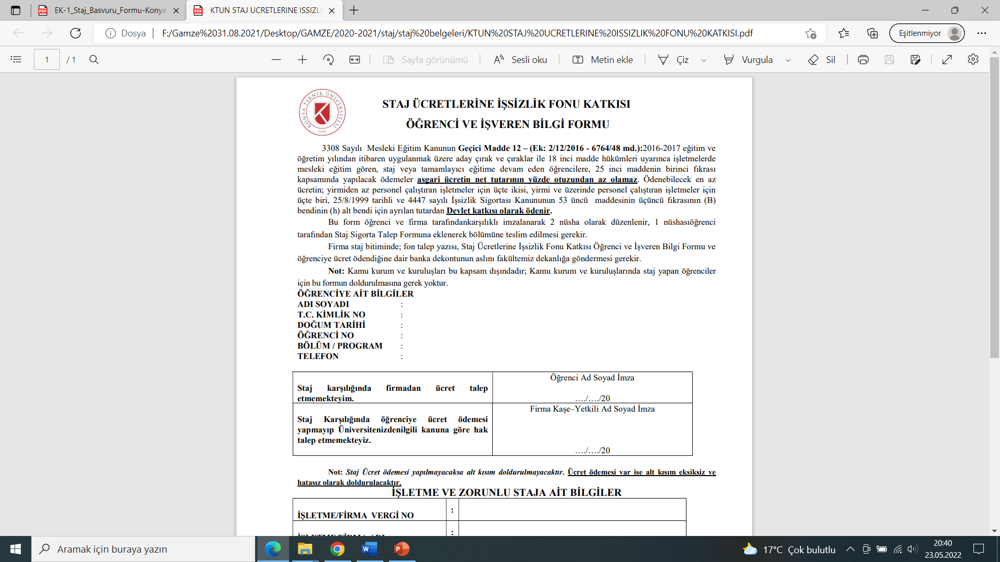 EK-1_Staj_Basvuru_Formu-Konya
KTUN STAJ UCRETLERINE ISSIZLI
Dosya
F:/Gamze%2031.08.2021/Desktop/GAMZE/2020-2021/staj/staj%20belgeleri/KTUN%20STAJ%20UCRETLERINE%20ISSIZLIK%20FONU%20KATKISI.pdf
Eşitlenmiyor
1 / 1
Sayfa görünümü
Sesli oku
Metin ekle
Çiz
Vurgula
Sil
KONYA TEKNİK ÜNİVERSİTESİ
2018
STAJ ÜCRETLERİNE İŞSİZLİK FONU KATKISI
ÖĞRENCİ VE İŞVEREN BİLGİ FORMU
3308 Sayılı Mesleki Eğitim Kanunun Geçici Madde 12 – (Ek: 2/12/2016 - 6764/48 md.):2016-2017 eğitim ve
öğretim yılından itibaren uygulanmak üzere aday çırak ve çıraklar ile 18 inci madde hükümleri uyarınca işletmelerde
mesleki eğitim gören, staj veya tamamlayıcı eğitime devam eden öğrencilere, 25 inci maddenin birinci fıkrası
kapsamında yapılacak ödemeler asgari ücretin net tutarının yüzde otuzundan az olamaz. Ödenebilecek en az
ücretin; yirmiden az personel çalıştıran işletmeler için üçte ikisi, yirmi ve üzerinde personel çalıştıran işletmeler için
üçte biri, 25/8/1999 tarihli ve 4447 sayılı İşsizlik Sigortası Kanununun 53 üncü maddesinin üçüncü fıkrasının (B)
bendinin (h) alt bendi için ayrılan tutardan Devlet katkısı olarak ödenir.
Bu form öğrenci ve firma tarafındankarşılıklı imzalanarak 2 nüsha olarak düzenlenir, 1 nüshasıöğrenci
tarafından Staj Sigorta Talep Formuna eklenerek bölümüne teslim edilmesi gerekir.
Firma staj bitiminde; fon talep yazısı, Staj Ücretlerine İşsizlik Fonu Katkısı Öğrenci ve İşveren Bilgi Formu ve
öğrenciye ücret ödendiğine dair banka dekontunun aslını fakültemiz dekanlığa göndermesi gerekir.
Not: Kamu kurum ve kuruluşları bu kapsam dışındadır; Kamu kurum ve kuruluşlarında staj yapan öğrenciler
için bu formun doldurulmasına gerek yoktur.
ÖĞRENCİYE AİT BİLGİLER
ADI SOYADI :
T.C. KİMLİK NO :
DOĞUM TARİHİ :
ÖĞRENCİ NO :
BÖLÜM / PROGRAM :
TELEFON :
Staj karşılığında firmadan ücret talep
etmemekteyim.
Öğrenci Ad Soyad İmza
…./…./20
Staj Karşılığında öğrenciye ücret ödemesi
yapmayıp Üniversitenizdenilgili kanuna göre hak
talep etmemekteyiz.
Firma Kaşe–Yetkili Ad Soyad İmza
…./…./20
Not: Staj Ücret ödemesi yapılmayacaksa alt kısım doldurulmayacaktır. Ücret ödemesi var ise alt kısım eksiksiz ve
hatasız olarak doldurulacaktır.
İŞLETME VE ZORUNLU STAJA AİT BİLGİLER
İŞLETME/FİRMA VERGİ NO :
İŞLETME/FİRMA ADI :
Aramak için buraya yazın
17°C Çok bulutlu
20:40
23.05.2022